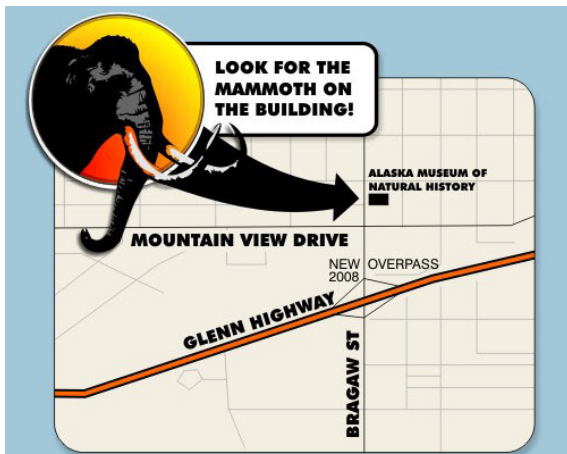 LOOK FOR THE
MAMMOTH ON
THE BUILDING!
ALASKA MUSEUM OF
NATURAL HISTORY
MOUNTAIN VIEW DRIVE
NEW OVERPASS
2008
GLENN HIGHWAY
BRAGAW ST